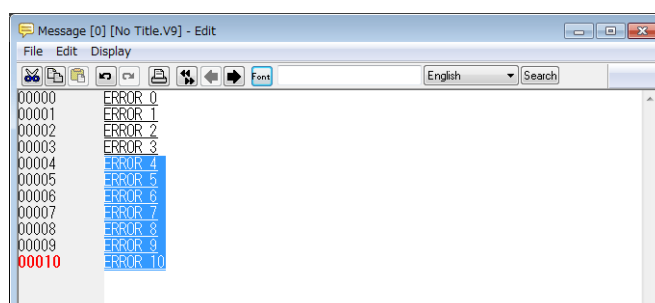 Message [0] [No Title.V9] - Edit
File Edit Display
Font English Search
00000 ERROR 0
00001 ERROR 1
00002 ERROR 2
00003 ERROR 3
00004 ERROR 4
00005 ERROR 5
00006 ERROR 6
00007 ERROR 7
00008 ERROR 8
00009 ERROR 9
00010 ERROR 10